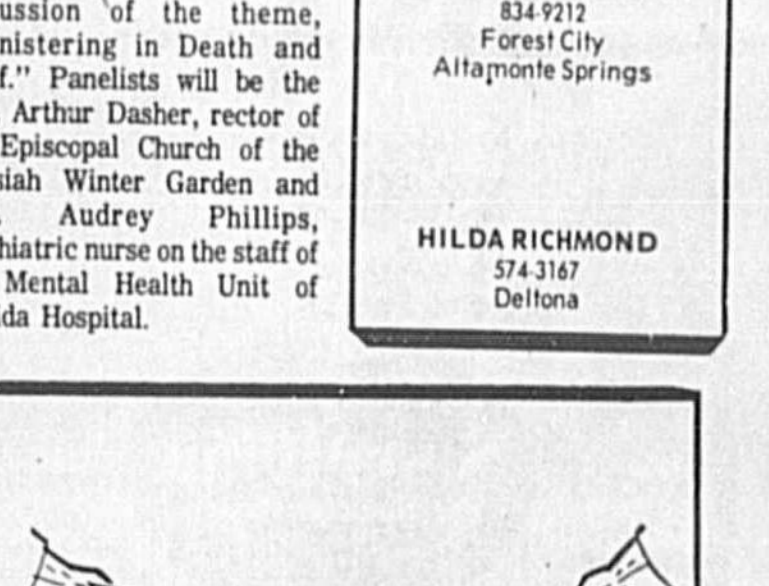 ussion of the theme,
nistering in Death and
f." Panelists will be the
Arthur Dasher, rector of
Episcopal Church of the
siah Winter Garden and
Audrey Phillips,
hiatric nurse on the staff of
Mental Health Unit of
da Hospital.
834-9212
Forest City
Altamonte Springs
HILDA RICHMOND
574-3167
Deltona